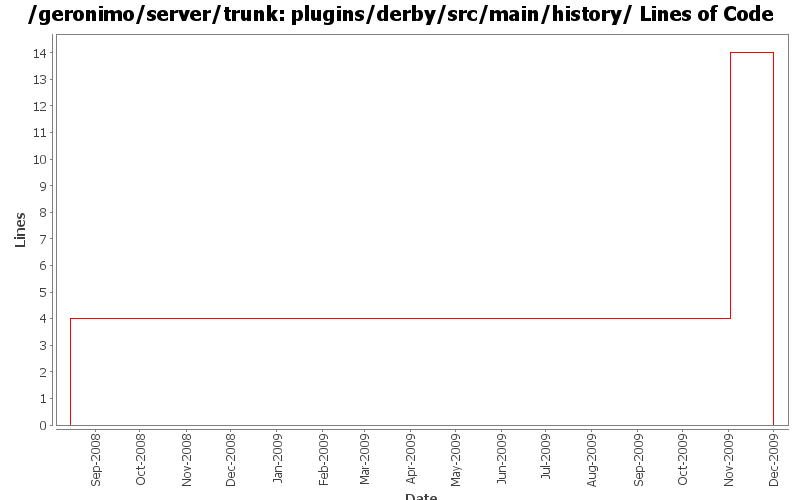 /geronimo/server/trunk: plugins/derby/src/main/history/ Lines of Code
14
13
12
11
10
9
8
7
6
5
4
3
2
1
0
Lines
Sep-2008
Oct-2008
Nov-2008
Dec-2008
Jan-2009
Feb-2009
Mar-2009
Apr-2009
May-2009
Jun-2009
Jul-2009
Aug-2009
Sep-2009
Oct-2009
Nov-2009
Dec-2009
Date